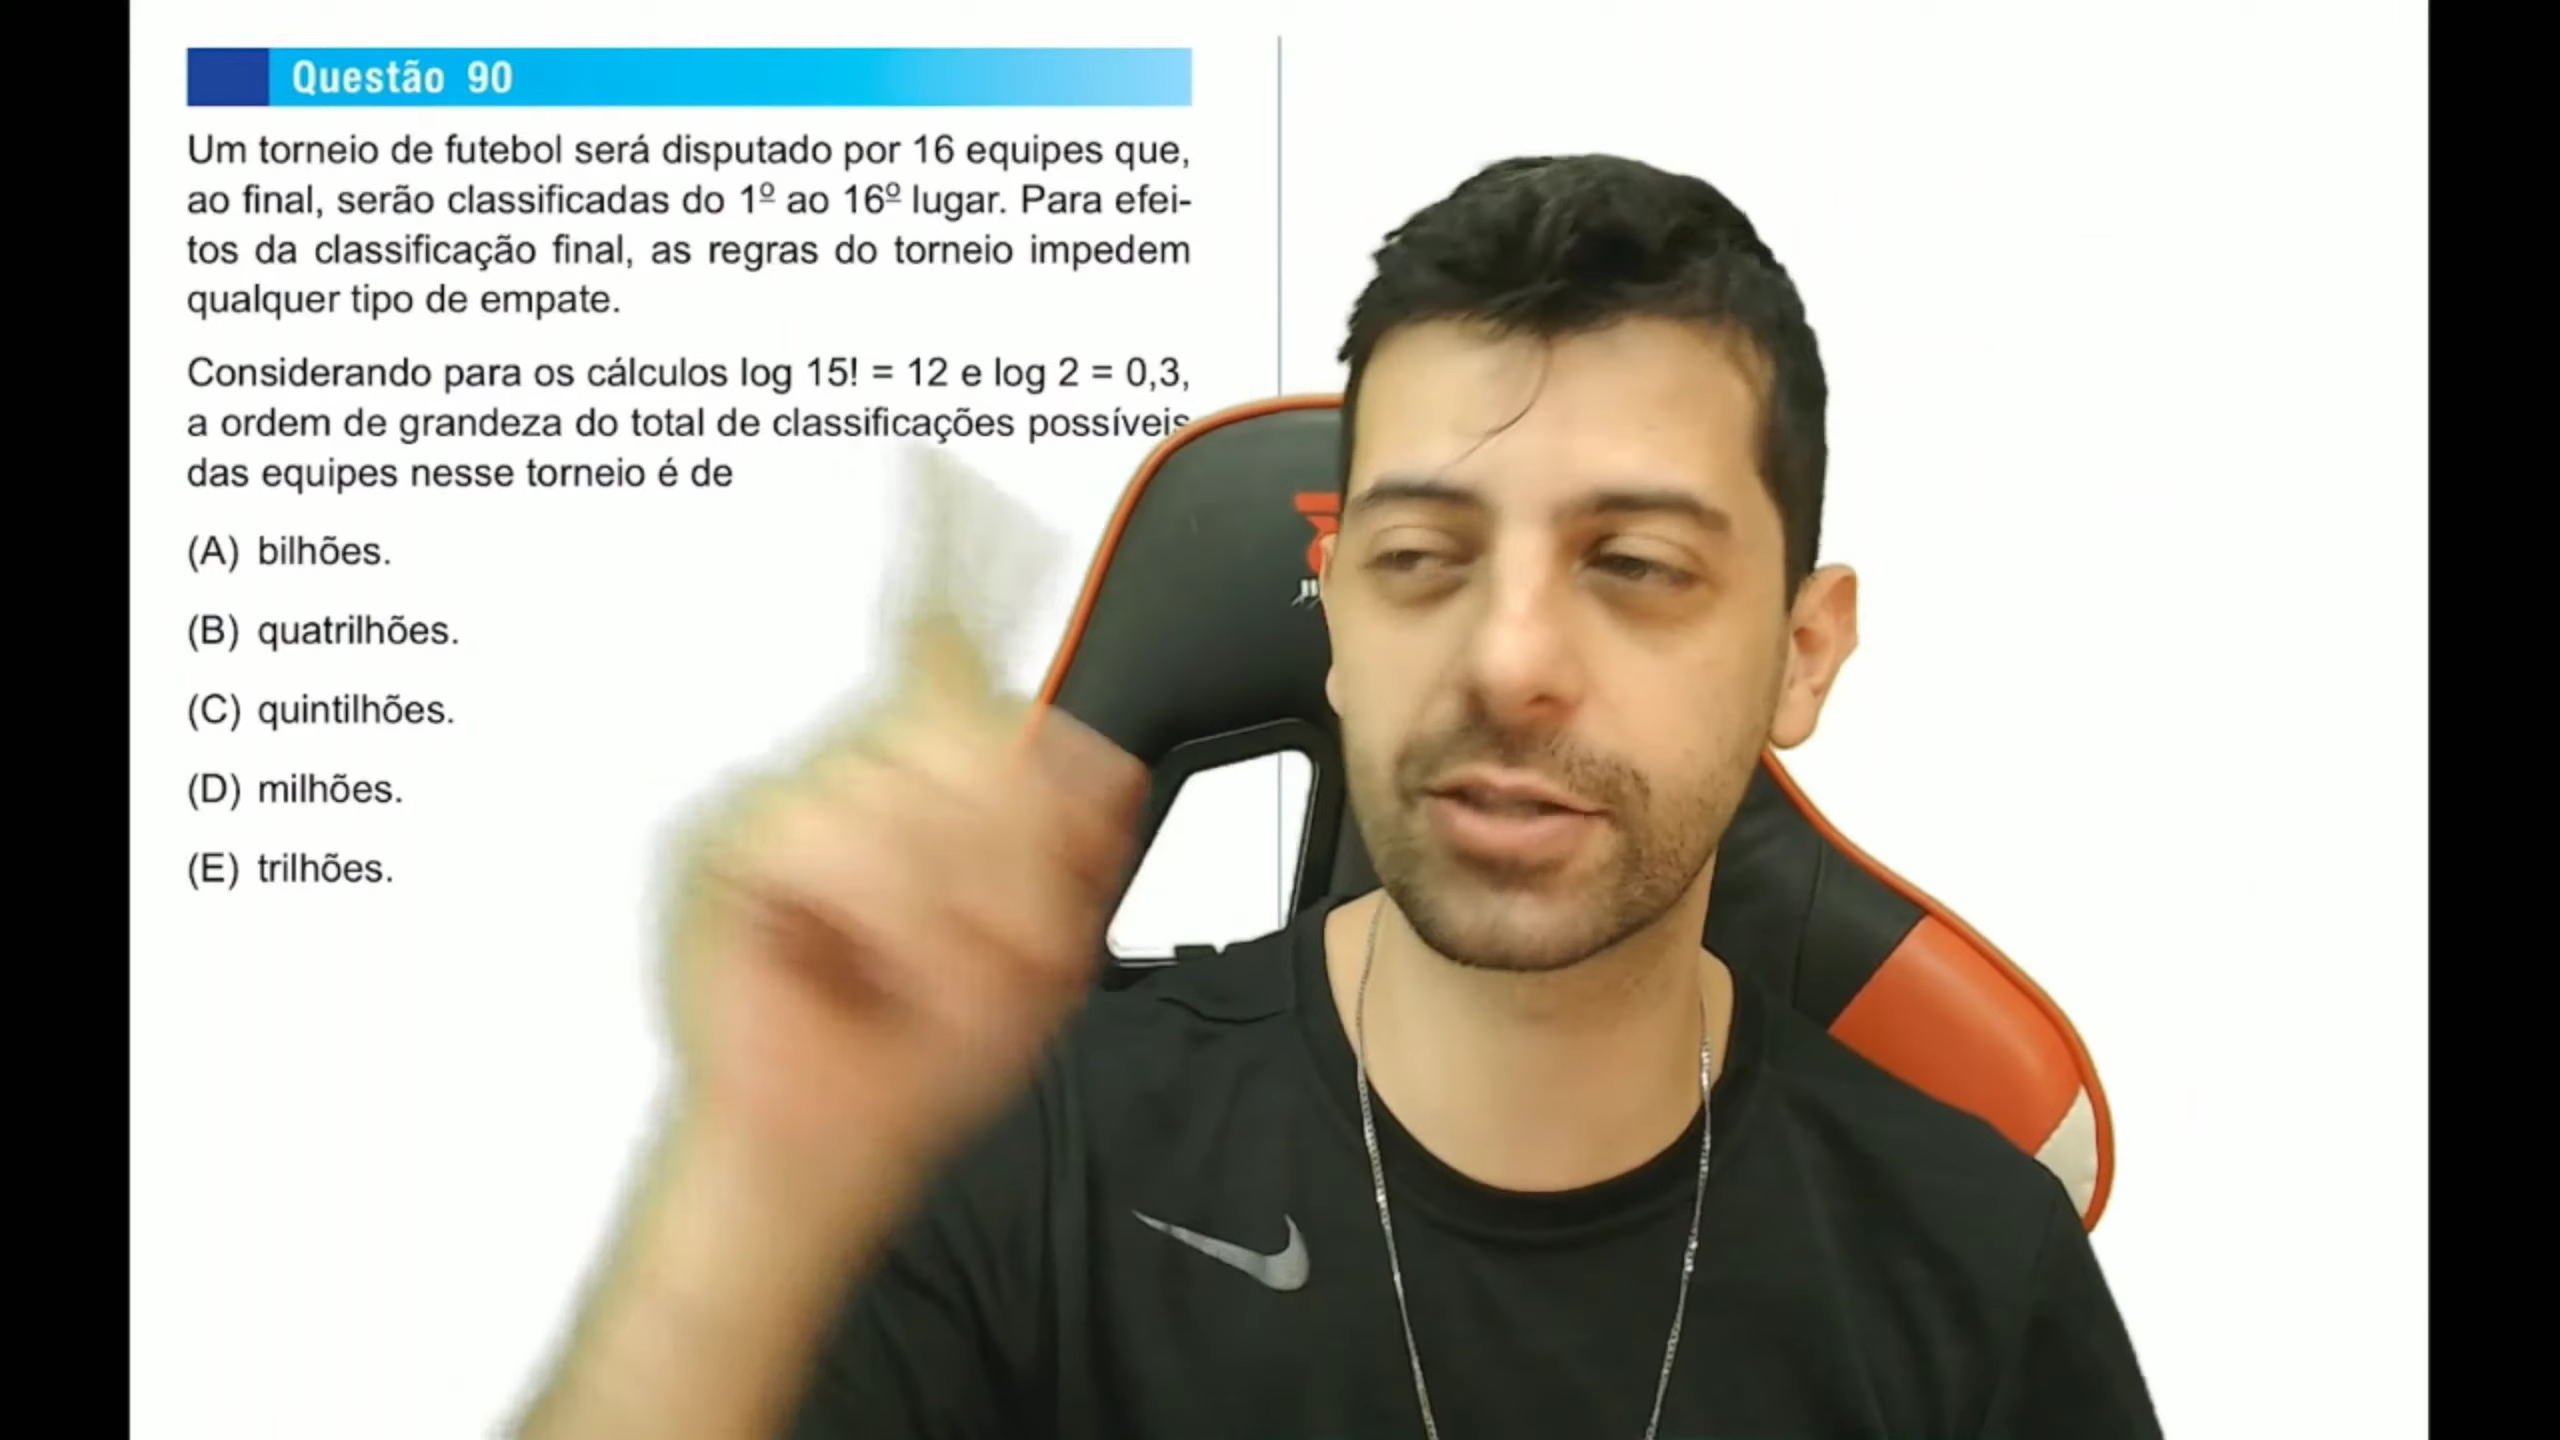 Questão 90
Um torneio de futebol será disputado por 16 equipes que,
ao final, serão classificadas do 1º ao 16º lugar. Para efei-
tos da classificação final, as regras do torneio impedem
qualquer tipo de empate.
Considerando para os cálculos log 15! = 12 e log 2 = 0,3,
a ordem de grandeza do total de classificações possíveis
das equipes nesse torneio é de
(A) bilhões.
(B) quatrilhões.
(C) quintilhões.
(D) milhões.
(E) trilhões.